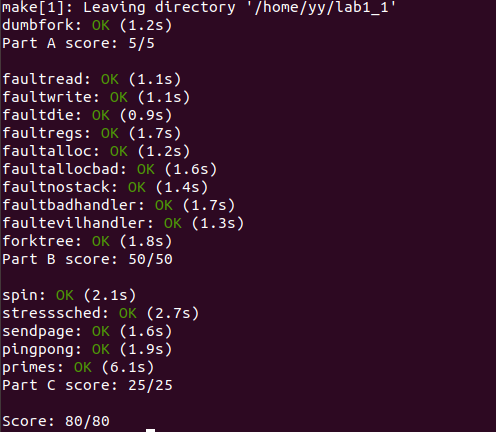 make[1]: Leaving directory '/home/yy/lab1_1'
dumbfork: OK (1.2s)
Part A score: 5/5
faultread: OK (1.1s)
faultwrite: OK (1.1s)
faultdie: OK (0.9s)
faultregs: OK (1.7s)
faultalloc: OK (1.2s)
faultallocbad: OK (1.6s)
faultnostack: OK (1.4s)
faultbadhandler: OK (1.7s)
faultevilhandler: OK (1.3s)
forktree: OK (1.8s)
Part B score: 50/50
spin: OK (2.1s)
stresssched: OK (2.7s)
sendpage: OK (1.6s)
pingpong: OK (1.9s)
primes: OK (6.1s)
Part C score: 25/25
Score: 80/80